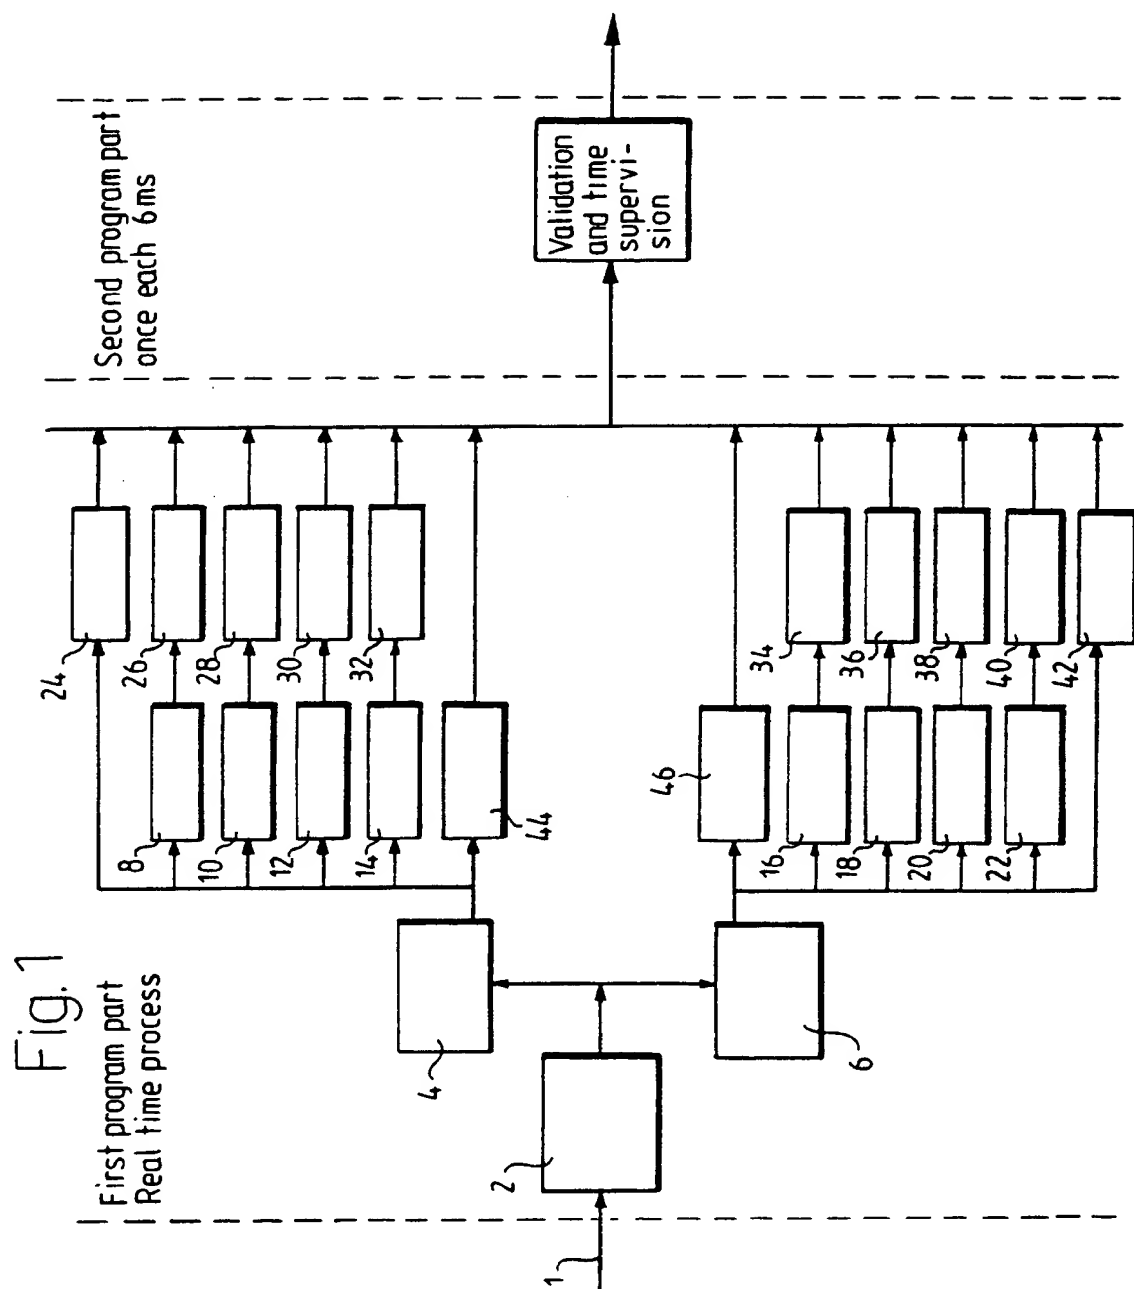 Fig. 1
First program part
Real time process
Second program part
once each 6ms
Validation
and time
supervi-
sion
1
2
4
6
8
10
12
14
44
24
26
28
30
32
46
16
18
20
22
34
36
38
40
42